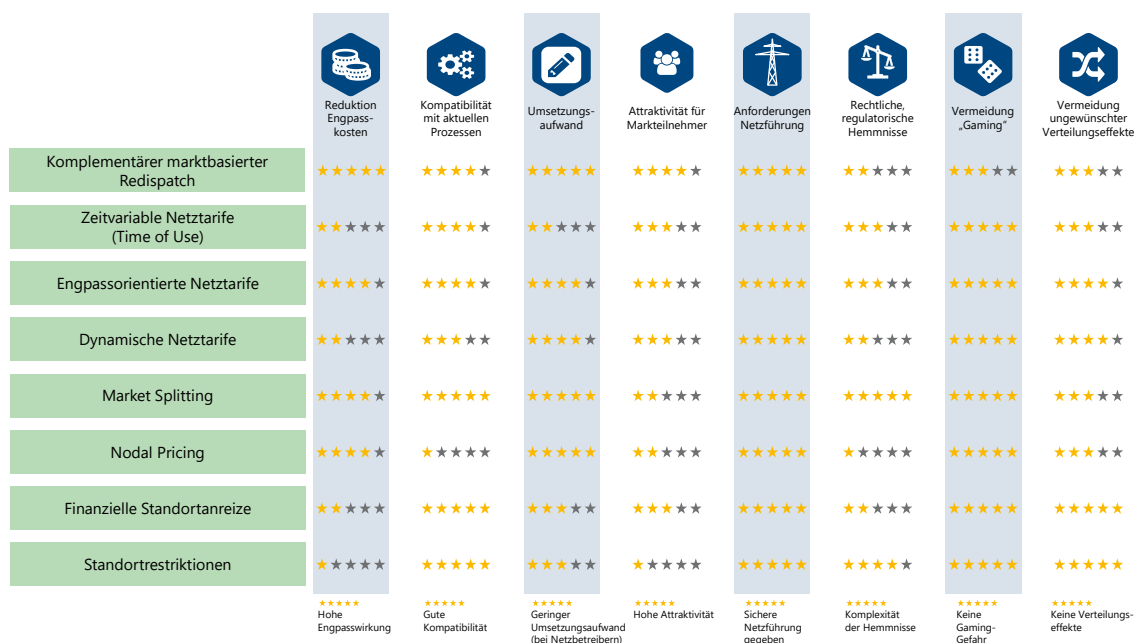 Reduktion
Engpass-
kosten
Kompatibilität
mit aktuellen
Prozessen
Umsetzungs-
aufwand
Attraktivität für
Markteilnehmer
Anforderungen
Netzführung
Rechtliche,
regulatorische
Hemmnisse
Vermeidung
„Gaming“
Vermeidung
ungewünschter
Verteilungseffekte
Komplementärer marktbasierter
Redispatch
Zeitvariable Netztarife
(Time of Use)
Engpassorientierte Netztarife
Dynamische Netztarife
Market Splitting
Nodal Pricing
Finanzielle Standortanreize
Standortrestriktionen
Hohe
Engpasswirkung
Gute
Kompatibilität
Geringer
Umsetzungsaufwand
(bei Netzbetreibern)
Hohe Attraktivität
Sichere
Netzführung
gegeben
Komplexität
der Hemmnisse
Keine
Gaming-
Gefahr
Keine Verteilungs-
effekte